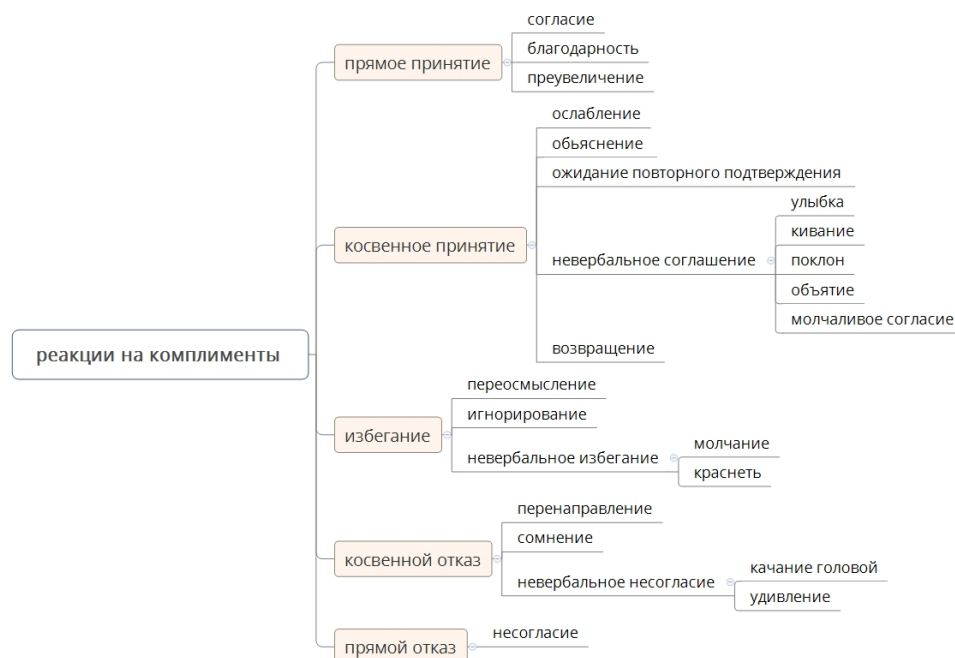 реакции на комплименты
прямое принятие
согласие
благодарность
преувеличение
косвенное принятие
ослабление
обьяснение
ожидание повторного подтверждения
невербальное соглашение
улыбка
кивание
поклон
объятие
молчаливое согласие
возвращение
избегание
переосмысление
игнорирование
невербальное избегание
молчание
краснеть
косвенной отказ
перенаправление
сомнение
невербальное несогласие
качание головой
удивление
прямой отказ
несогласие